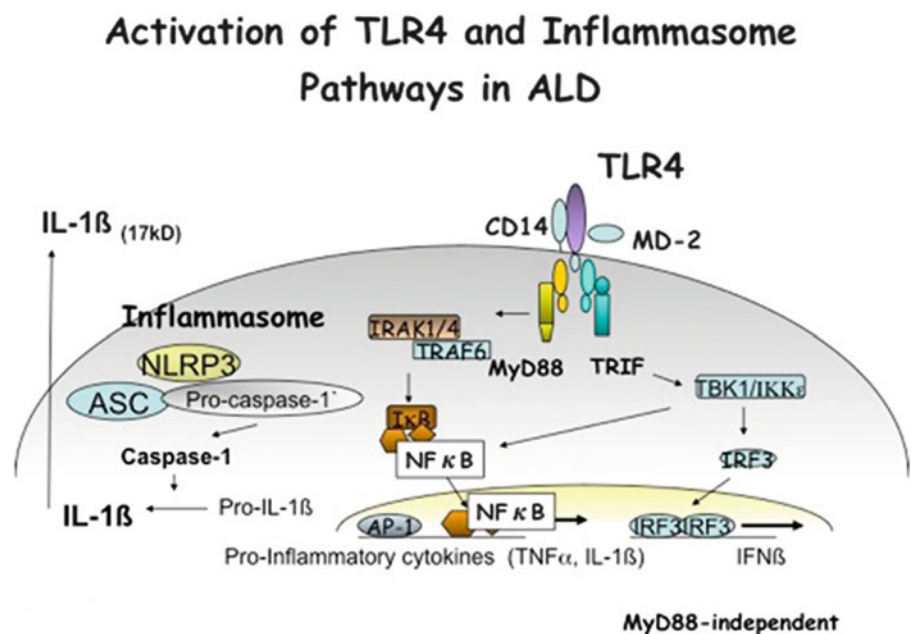 Activation of TLR4 and Inflammasome
Pathways in ALD
TLR4
CD14
MD-2
IL-1ß (17kD)
Inflammasome
NLRP3
ASC
Pro-caspase-1`
Caspase-1
IL-1ß
Pro-IL-1ß
IRAK1/4
TRAF6
MyD88
TRIF
TBK1/IKKε
IκB
NFκB
IRF3
AP-1
NFκB
IRF3
IRF3
Pro-Inflammatory cytokines (TNFα, IL-1ß)
IFNß
MyD88-independent